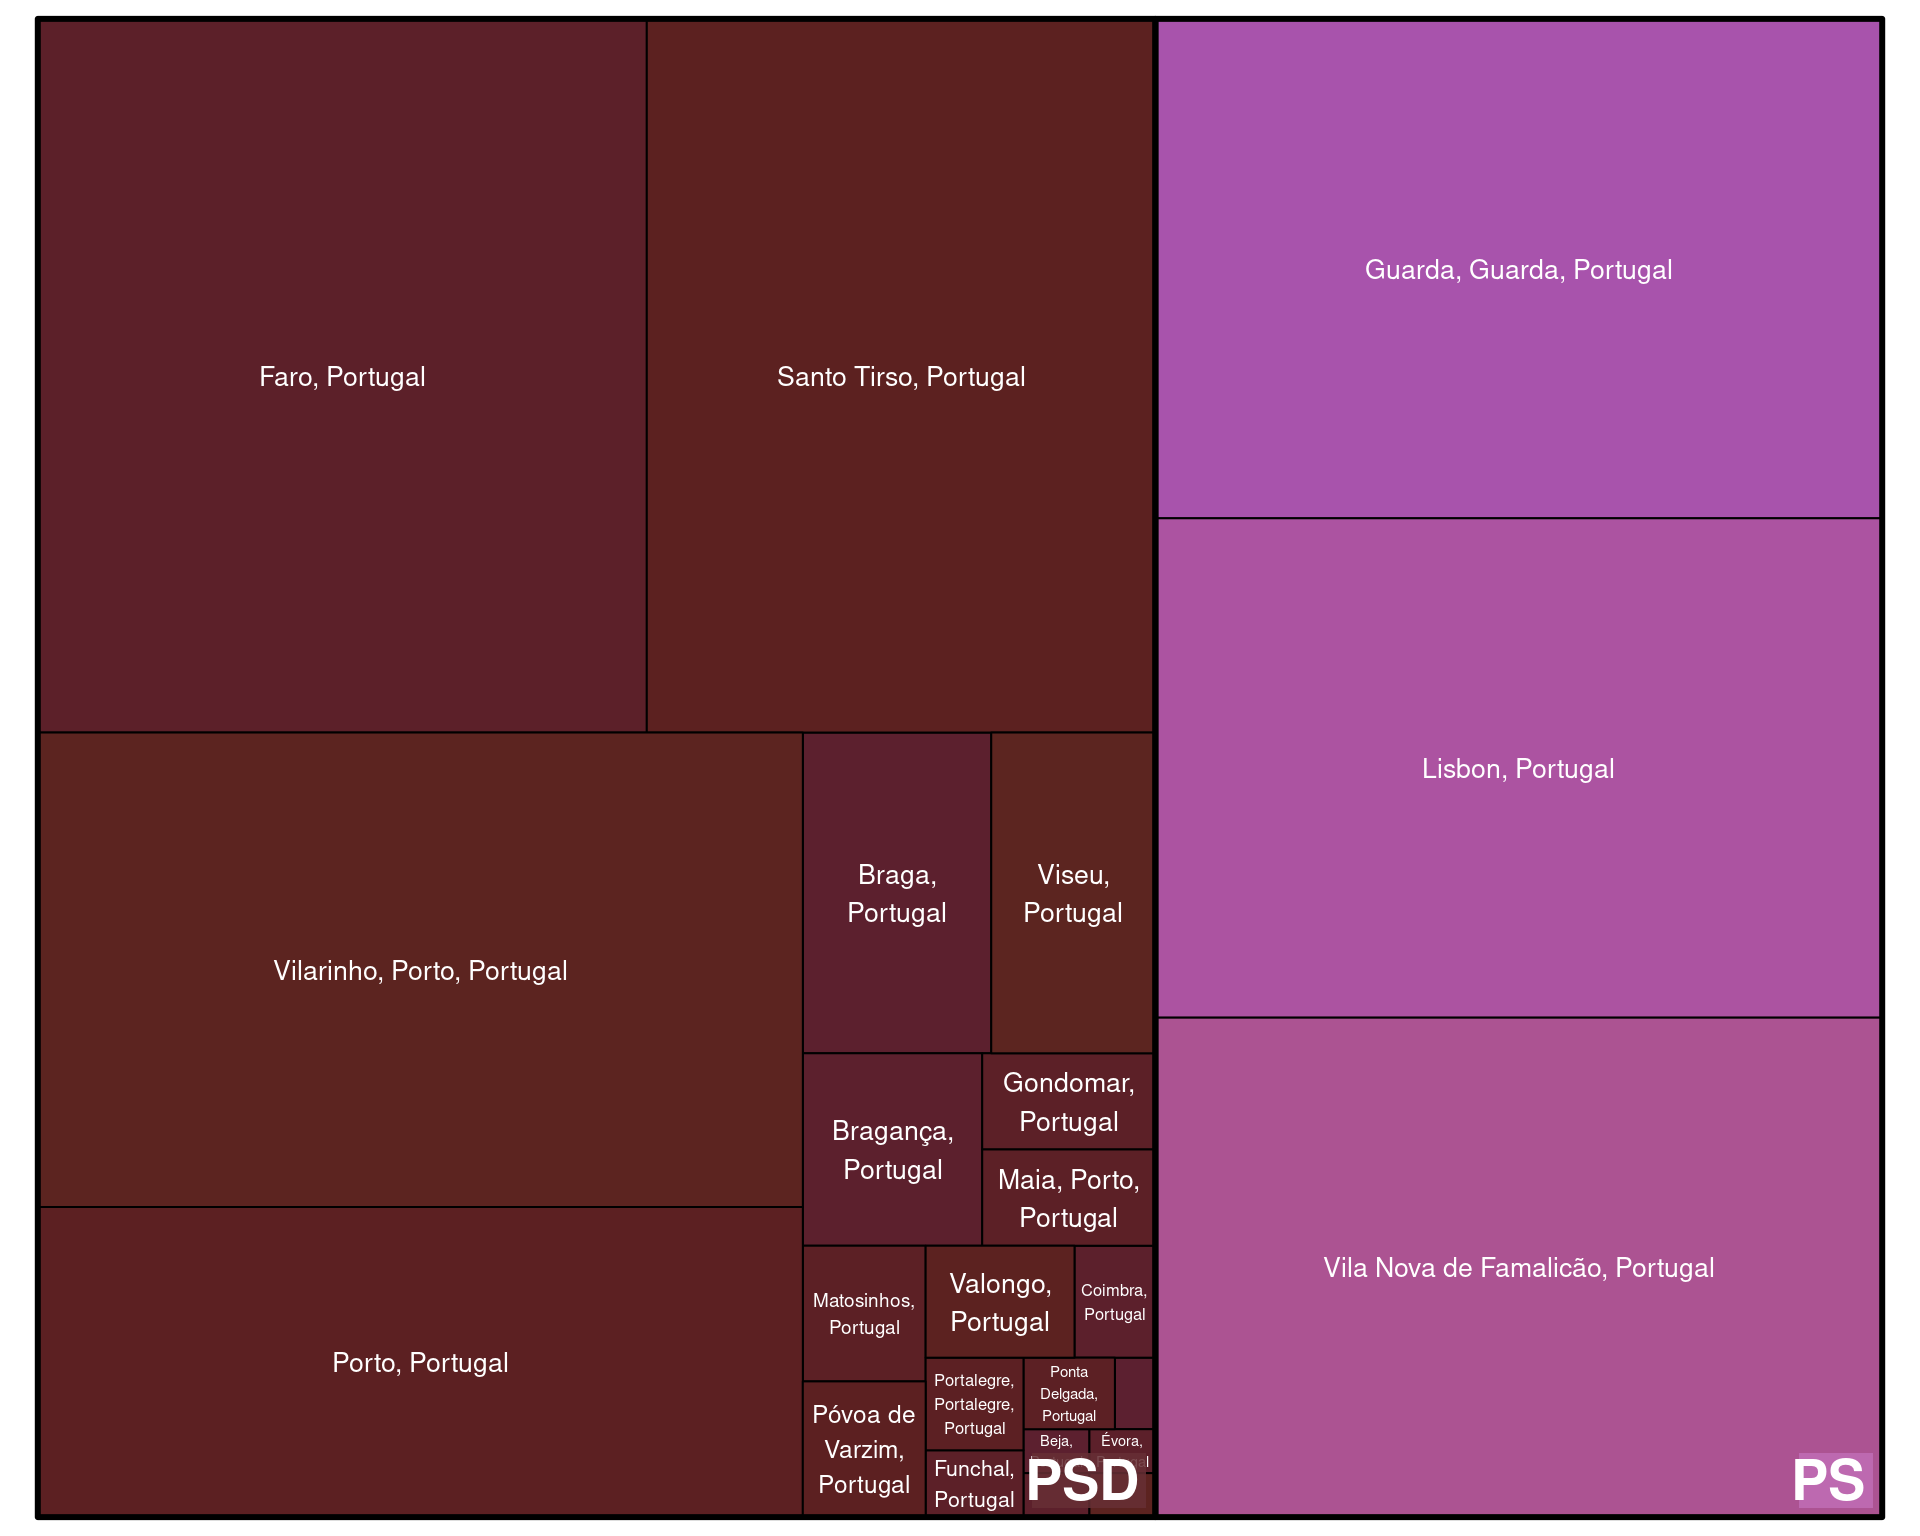 Faro, Portugal
Santo Tirso, Portugal
Guarda, Guarda, Portugal
Lisbon, Portugal
Vilarinho, Porto, Portugal
Braga,
Portugal
Viseu,
Portugal
Bragança,
Portugal
Gondomar,
Portugal
Maia, Porto,
Portugal
Vila Nova de Famalicão, Portugal
Porto, Portugal
Matosinhos,
Portugal
Valongo,
Portugal
Coimbra,
Portugal
Póvoa de
Varzim,
Portugal
Portalegre,
Portalegre,
Portugal
Ponta
Delgada,
Portugal
Funchal,
Portugal
Beja,
Évora,
PSD
PS